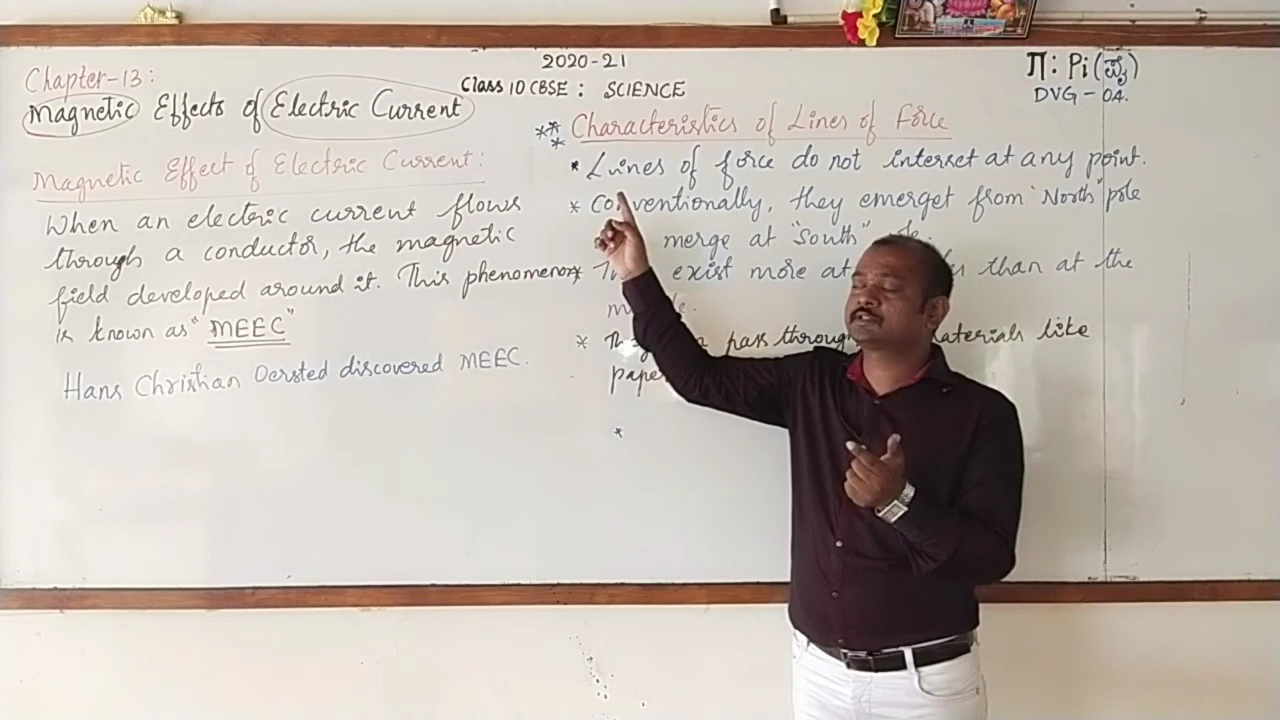 2020-21
Class 10 CBSE : SCIENCE
Π : Pi (ಪೈ)
DVG - 04.
Chapter-13 :
Magnetic Effects of Electric Current
Magnetic Effect of Electric Current :
When an electric current flows
through a conductor, the magnetic
field developed around it. This phenomenon
is known as "MEEC"
Hans Christian Oersted discovered MEEC.
*** Characteristics of Lines of Force
* Lines of force do not interset at any point.
* Conventionally, they emerget from "North" pole
merge at "South"
* exist more at than at the
* pass through materials like
*